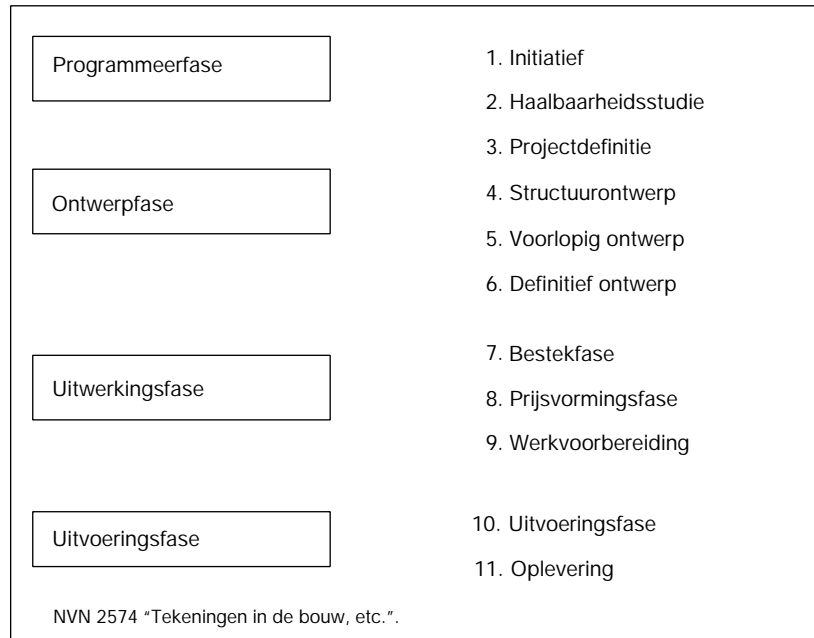 Programmeerfase
1. Initiatief
2. Haalbaarheidsstudie
3. Projectdefinitie
Ontwerpfase
4. Structuurontwerp
5. Voorlopig ontwerp
6. Definitief ontwerp
Uitwerkingsfase
7. Bestekfase
8. Prijsvormingsfase
9. Werkvoorbereiding
Uitvoeringsfase
10. Uitvoeringsfase
11. Oplevering
NVN 2574 “Tekeningen in de bouw, etc.”.